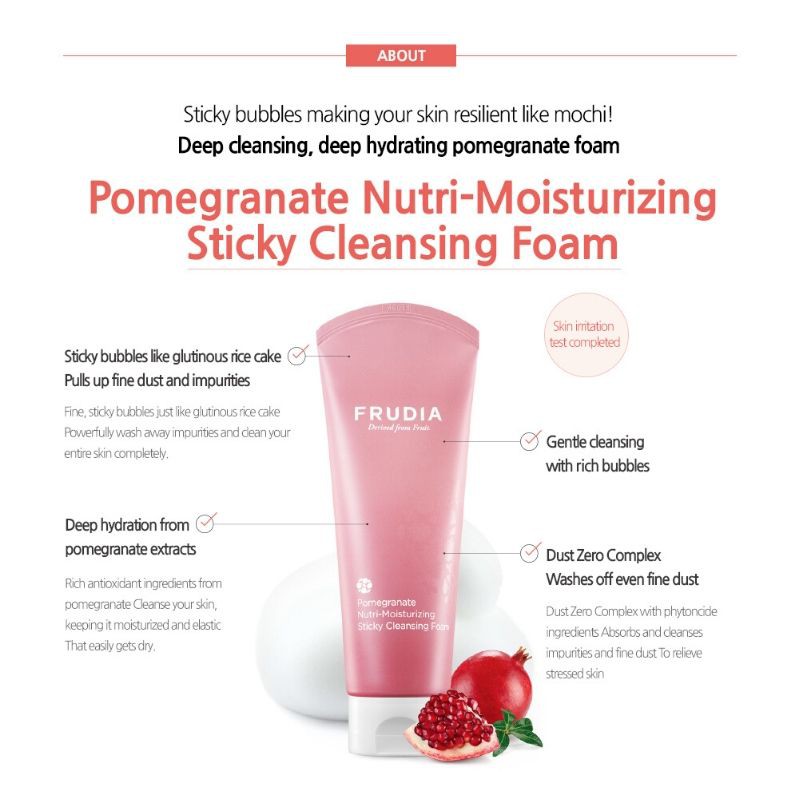 ABOUT
Sticky bubbles making your skin resilient like mochi!
Deep cleansing, deep hydrating pomegranate foam
Pomegranate Nutri-Moisturizing
Sticky Cleansing Foam
Skin irritation
test completed
Sticky bubbles like glutinous rice cake
Pulls up fine dust and impurities
Fine, sticky bubbles just like glutinous rice cake
Powerfully wash away impurities and clean your
entire skin completely.
FRUDIA
Derived from Fruit.
Gentle cleansing
with rich bubbles
Deep hydration from
pomegranate extracts
Rich antioxidant ingredients from
pomegranate Cleanse your skin,
keeping it moisturized and elastic
That easily gets dry.
Dust Zero Complex
Washes off even fine dust
Dust Zero Complex with phytoncide
ingredients Absorbs and cleanses
impurities and fine dust To relieve
stressed skin
Pomegranate
Nutri-Moisturizing
Sticky Cleansing Foam